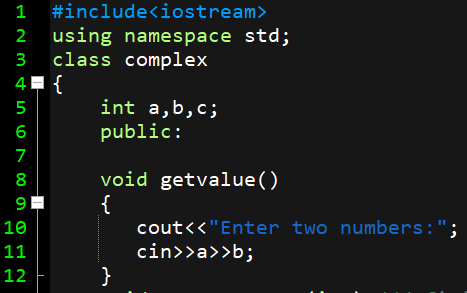 1 #include<iostream>
2 using namespace std;
3 class complex
4 {
5 int a,b,c;
6 public:
7
8 void getvalue()
9 {
10 cout<<"Enter two numbers:";
11 cin>>a>>b;
12 }